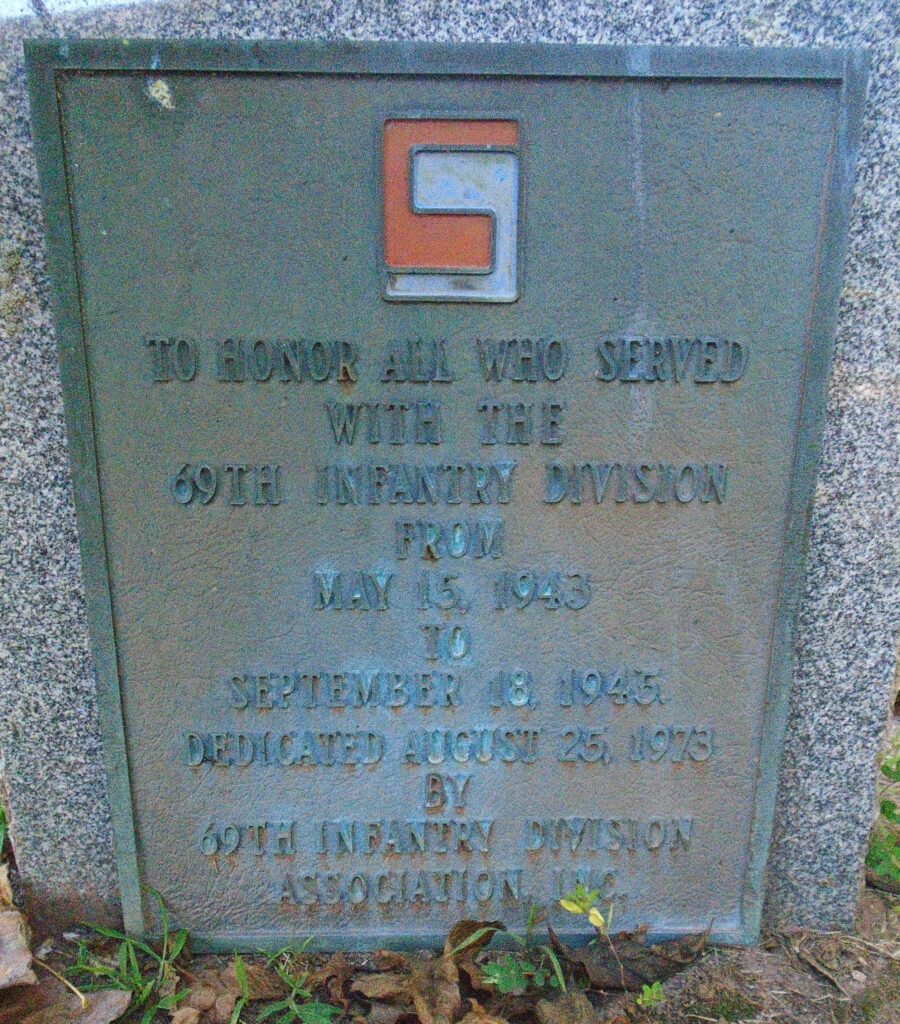 TO HONOR ALL WHO SERVED
WITH THE
69TH INFANTRY DIVISION
FROM
MAY 15, 1943
TO
SEPTEMBER 18, 1945.
DEDICATED AUGUST 25, 1973
BY
69TH INFANTRY DIVISION
ASSOCIATION, INC.